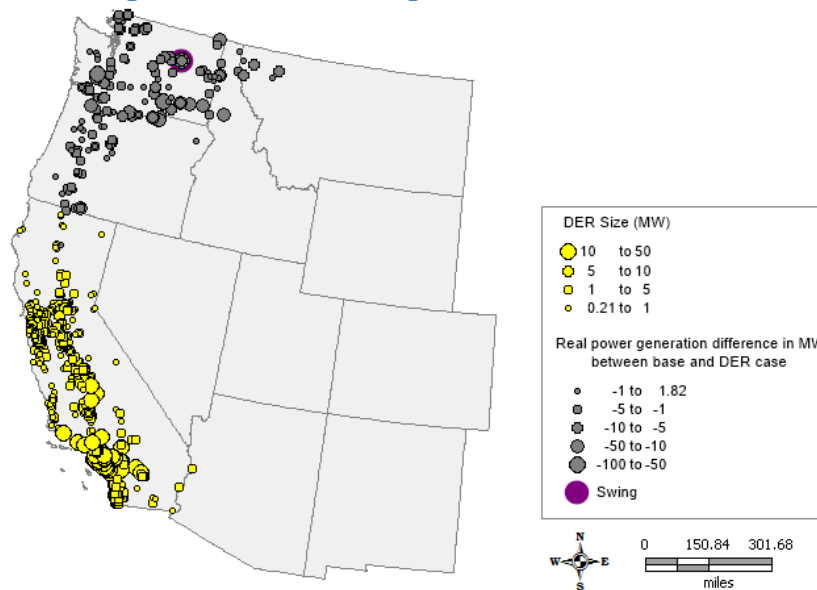 DER Size (MW)
10 to 50
5 to 10
1 to 5
0.21 to 1
Real power generation difference in MW
between base and DER case
-1 to 1.82
-5 to -1
-10 to -5
-50 to -10
-100 to -50
Swing
N
W E
S
0 150.84 301.68
miles